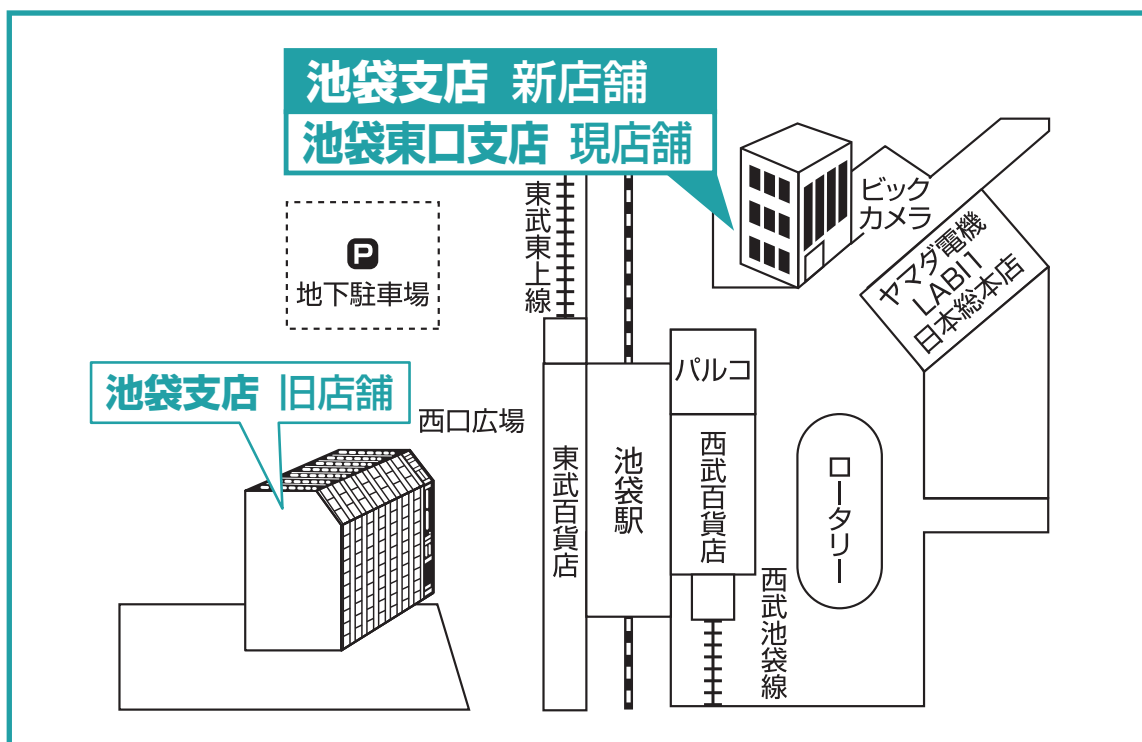 池袋支店 新店舗
池袋東口支店 現店舗
東武東上線
ビック
カメラ
ヤマダ電機
LABI1
日本総本店
P
地下駐車場
池袋支店 旧店舗
西口広場
パルコ
東武百貨店
池袋駅
西武百貨店
ロータリー
西武池袋線